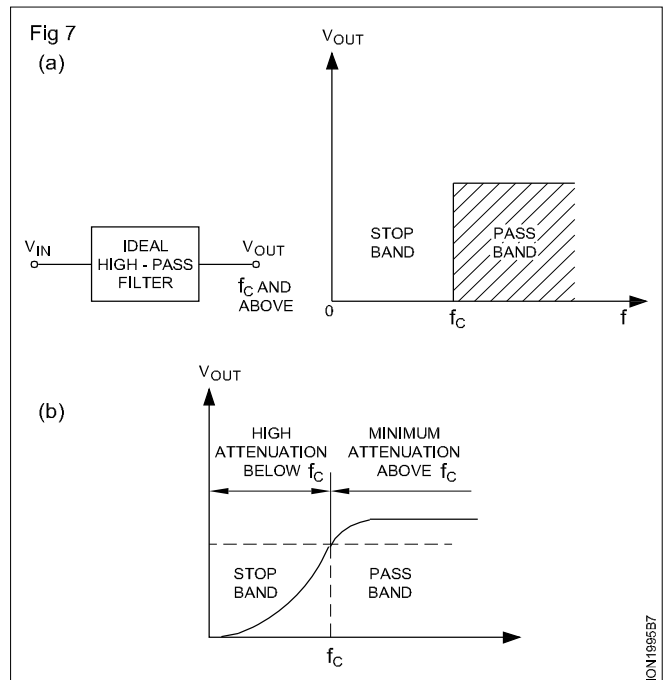 Fig 7
(a)
VOUT
VIN
IDEAL
HIGH - PASS
FILTER
VOUT
fC AND
ABOVE
STOP
BAND
PASS
BAND
0
fC
f
(b)
VOUT
HIGH
ATTENUATION
BELOW fC
MINIMUM
ATTENUATION
ABOVE fC
STOP
BAND
PASS
BAND
fC
ION1995B7